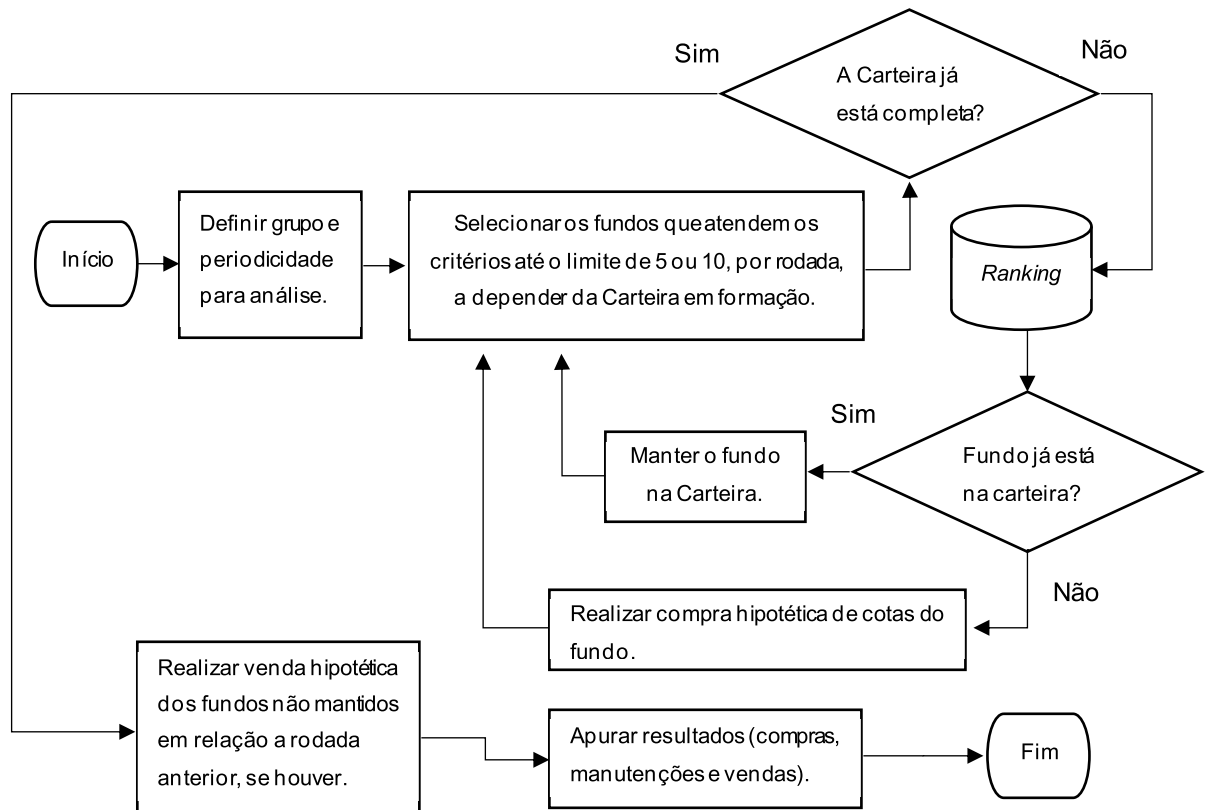 Sim
Não
A Carteira já
está completa?
Início
Definir grupo e
periodicidade
para análise.
Selecionar os fundos que atendem os
critérios até o limite de 5 ou 10, por rodada,
a depender da Carteira em formação.
Ranking
Sim
Manter o fundo
na Carteira.
Fundo já está
na carteira?
Não
Realizar compra hipotética de cotas do
fundo.
Realizar venda hipotética
dos fundos não mantidos
em relação a rodada
anterior, se houver.
Apurar resultados (compras,
manutenções e vendas).
Fim